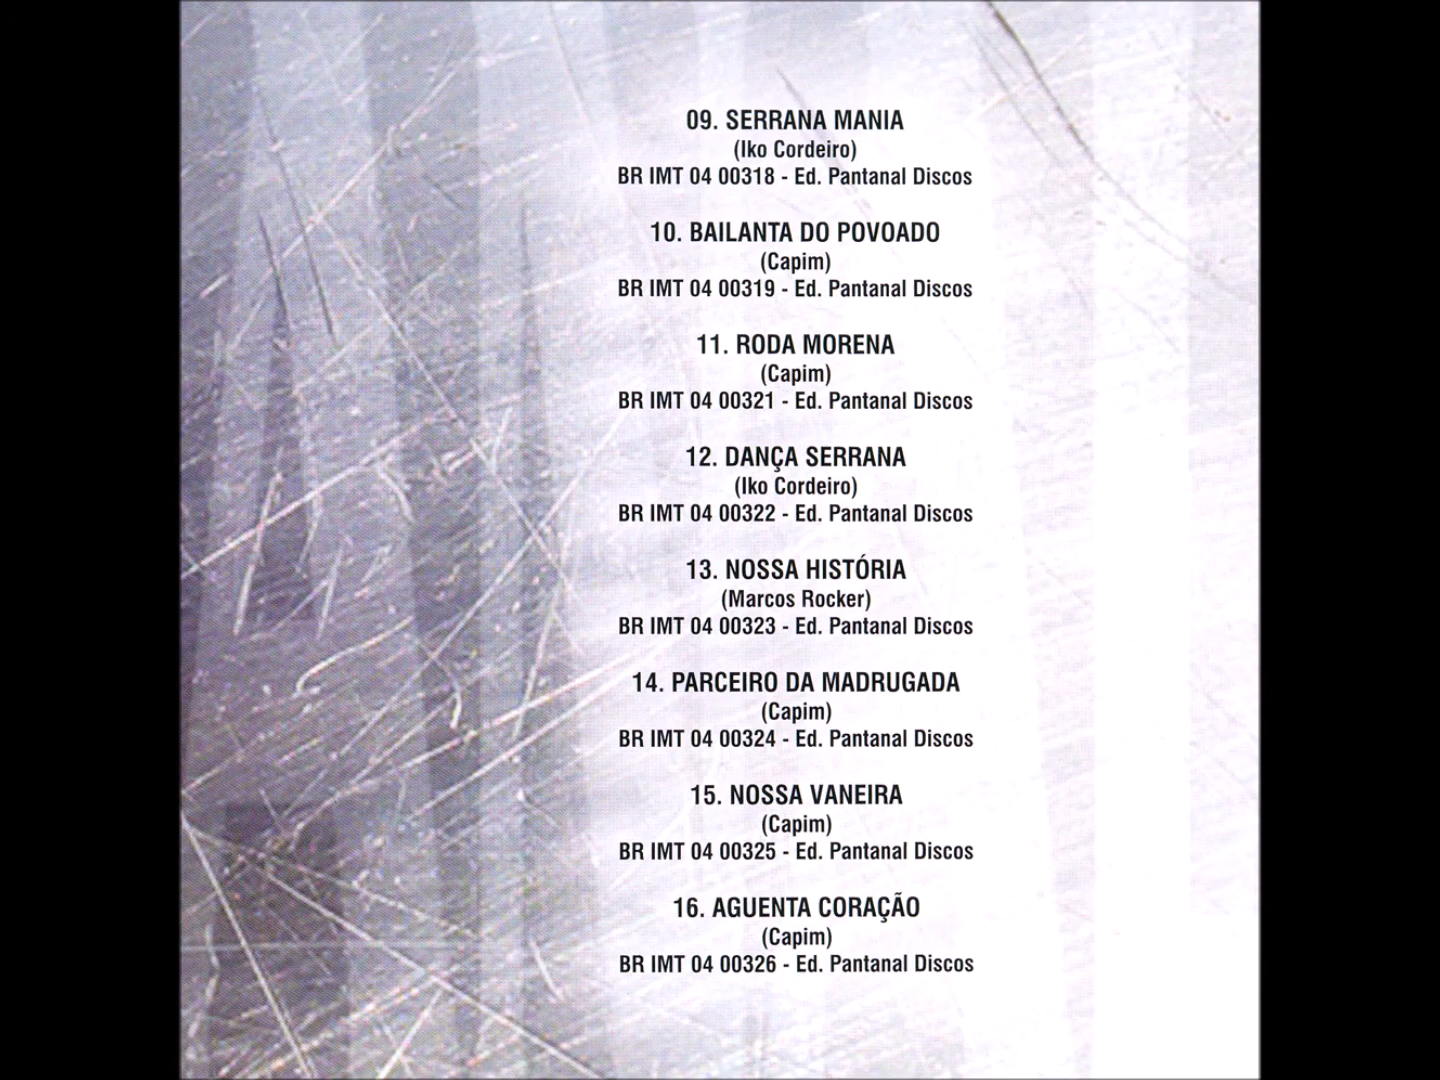 09. SERRANA MANIA
(Iko Cordeiro)
BR IMT 04 00318 - Ed. Pantanal Discos
10. BAILANTA DO POVOADO
(Capim)
BR IMT 04 00319 - Ed. Pantanal Discos
11. RODA MORENA
(Capim)
BR IMT 04 00321 - Ed. Pantanal Discos
12. DANÇA SERRANA
(Iko Cordeiro)
BR IMT 04 00322 - Ed. Pantanal Discos
13. NOSSA HISTÓRIA
(Marcos Rocker)
BR IMT 04 00323 - Ed. Pantanal Discos
14. PARCEIRO DA MADRUGADA
(Capim)
BR IMT 04 00324 - Ed. Pantanal Discos
15. NOSSA VANEIRA
(Capim)
BR IMT 04 00325 - Ed. Pantanal Discos
16. AGUENTA CORAÇÃO
(Capim)
BR IMT 04 00326 - Ed. Pantanal Discos